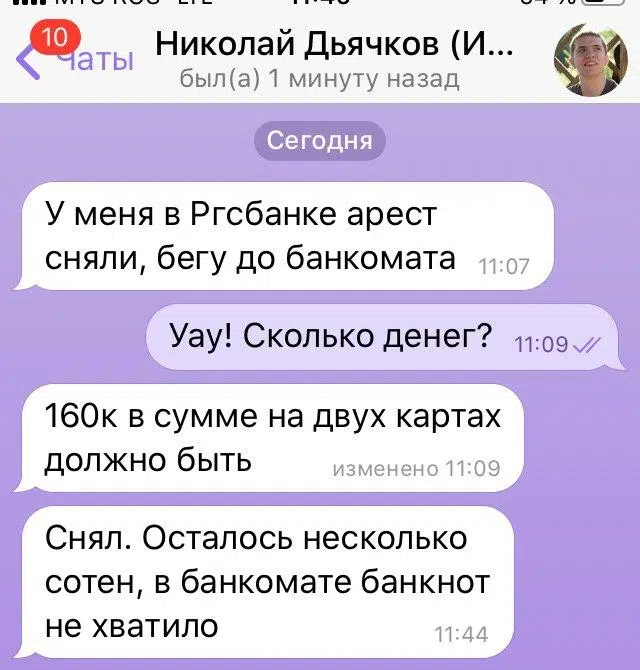 10
Чаты
Николай Дьячков (И...
был(а) 1 минуту назад
Сегодня
У меня в Ргсбанке арест
сняли, бегу до банкомата 11:07
Уау! Сколько денег? 11:09
160к в сумме на двух картах
должно быть изменено 11:09
Снял. Осталось несколько
сотен, в банкомате банкнот
не хватило 11:44